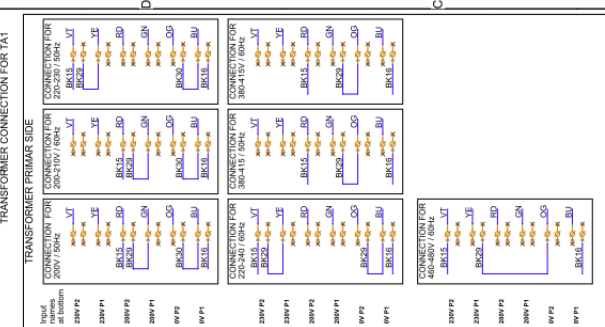 D
C
TRANSFORMER CONNECTION FOR TA1
TRANSFORMER PRIMAR SIDE
CONNECTION FOR
220-230 / 50Hz
VT
YE
RD
GN
OG
BU
BK15
BK29
BK30
BK16
CONNECTION FOR
380-415V / 60Hz
VT
YE
RD
GN
OG
BU
BK15
BK29
BK16
CONNECTION FOR
200-210V / 60Hz
VT
YE
RD
GN
OG
BU
BK15
BK29
BK30
BK16
CONNECTION FOR
380-415 / 50Hz
VT
YE
RD
GN
OG
BU
BK15
BK29
BK16
CONNECTION FOR
200V / 50Hz
VT
YE
RD
GN
OG
BU
BK15
BK29
BK30
BK16
CONNECTION FOR
220-240 / 60Hz
VT
YE
RD
GN
OG
BU
BK15
BK29
BK29
BK16
CONNECTION FOR
460-480V / 60Hz
VT
YE
RD
GN
OG
BU
BK15
BK29
BK16
Input
names
at bottom
230V P2
230V P1
200V P2
200V P1
0V P2
0V P1
230V P2
230V P1
200V P2
200V P1
0V P2
0V P1
230V P2
230V P1
200V P2
200V P1
0V P2
0V P1